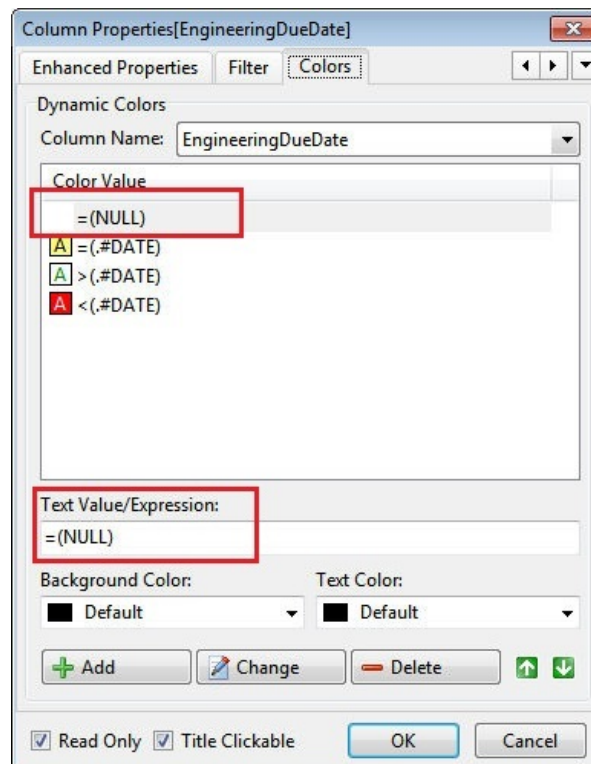 Column Properties[EngineeringDueDate]
Enhanced Properties Filter Colors
Dynamic Colors
Column Name: EngineeringDueDate
Color Value
=(NULL)
A =(.#DATE)
A >(.#DATE)
A <(.#DATE)
Text Value/Expression:
=(NULL)
Background Color: Text Color:
Default Default
Add Change Delete
Read Only Title Clickable OK Cancel